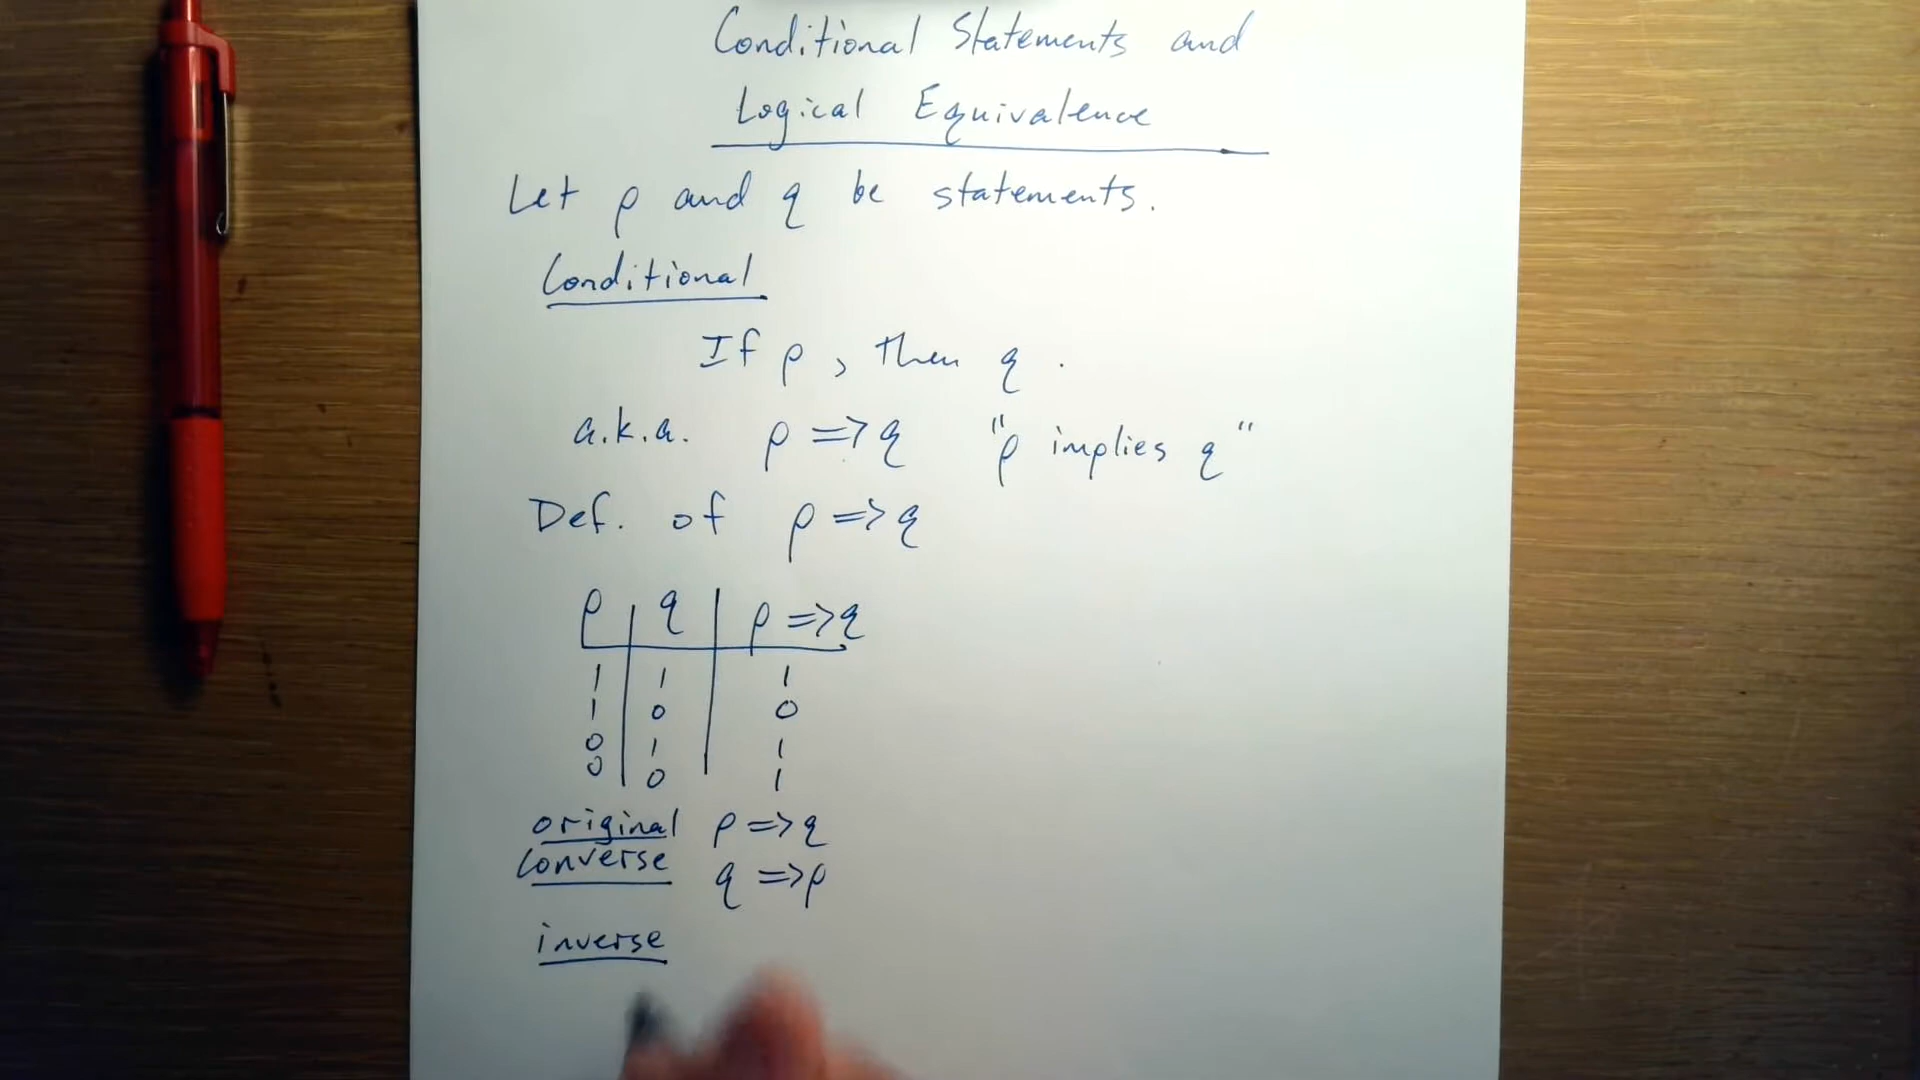 Conditional Statements and
Logical Equivalence
Let p and q be statements.
Conditional
If p, then q.
a.k.a. p => q "p implies q"
Def. of p => q
p q p => q
1 1 1
1 0 0
0 1 1
0 0 1
original p => q
Converse q => p
inverse